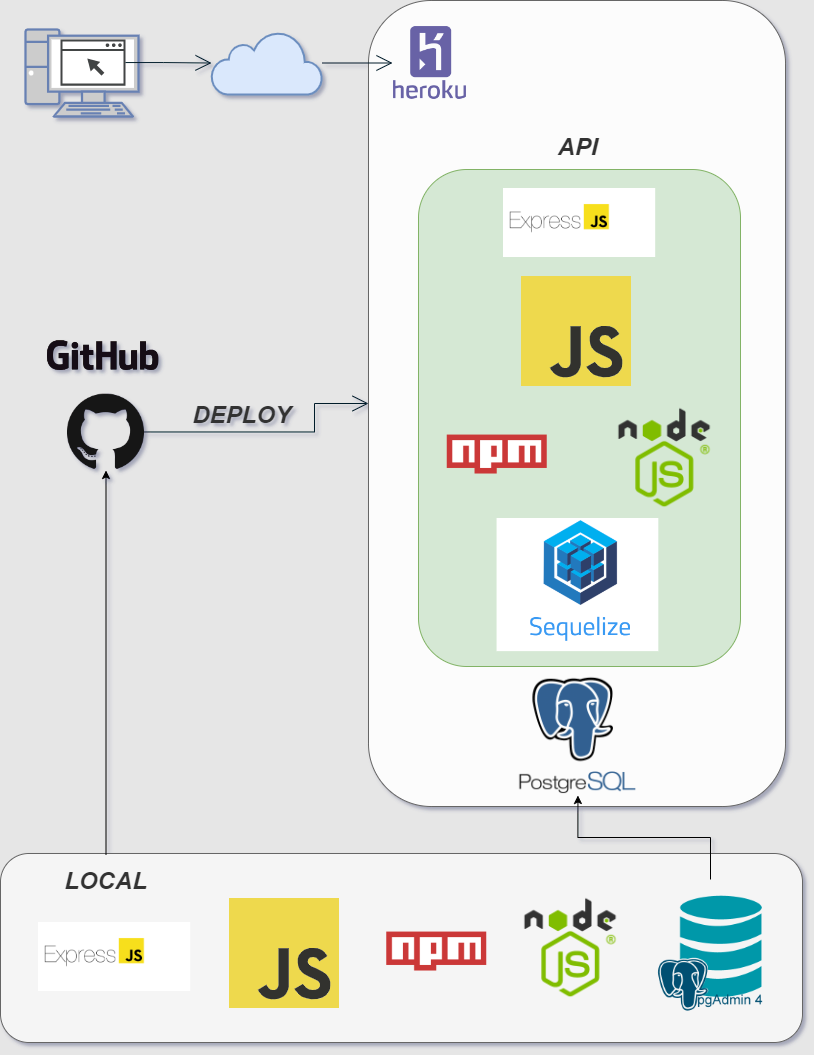 heroku
API
Express JS
JS
GitHub
DEPLOY
npm
node
JS
®
Sequelize
PostgreSQL
LOCAL
Express JS
JS
npm
node
JS
®
pgAdmin 4